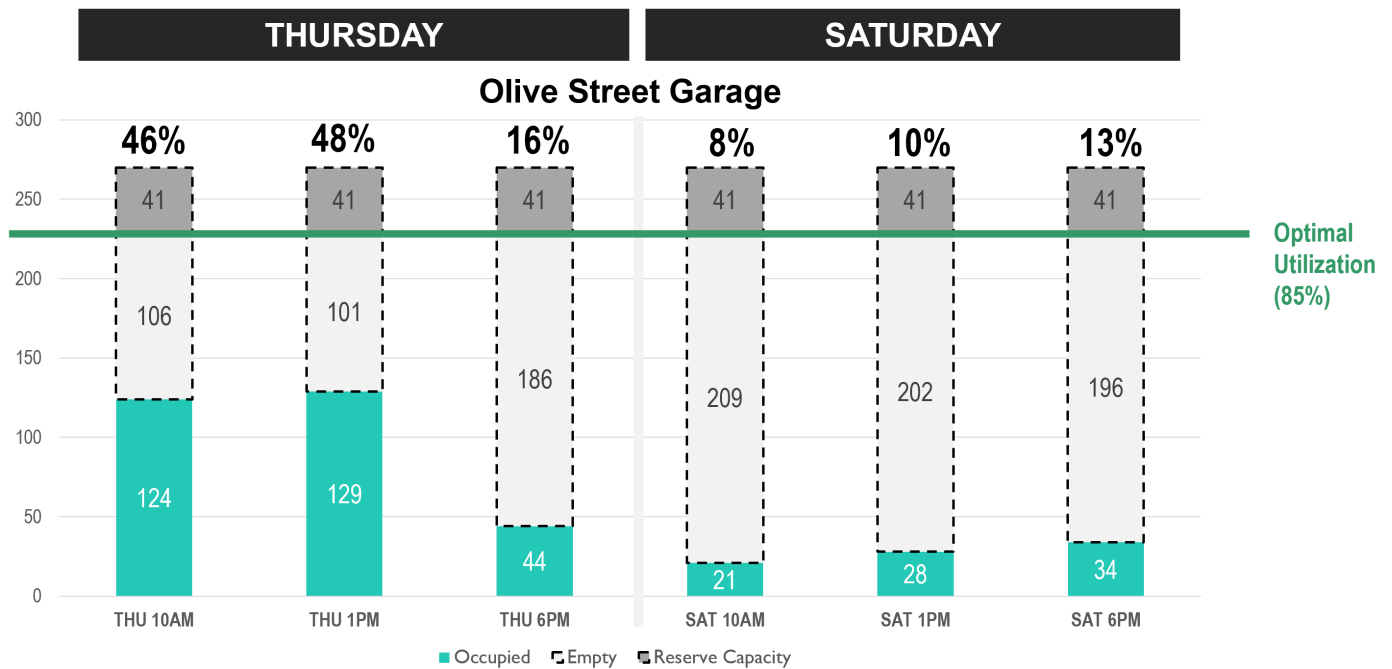 THURSDAY SATURDAY
Olive Street Garage
300
46% 48% 16% 8% 10% 13%
41 41 41 41 41 41
250
Optimal
Utilization
(85%)
200
106 101 186 209 202 196
150
100
124 129 44 21 28 34
50
0
THU 10AM THU 1PM THU 6PM SAT 10AM SAT 1PM SAT 6PM
Occupied Empty Reserve Capacity